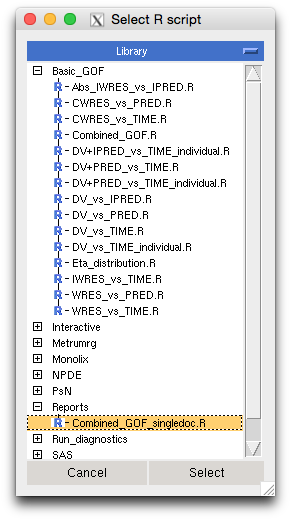 Select R script
Library
Basic_GOF
Abs_IWRES_vs_IPRED.R
CWRES_vs_PRED.R
CWRES_vs_TIME.R
Combined_GOF.R
DV+IPRED_vs_TIME_individual.R
DV+PRED_vs_TIME.R
DV+PRED_vs_TIME_individual.R
DV_vs_IPRED.R
DV_vs_PRED.R
DV_vs_TIME.R
DV_vs_TIME_individual.R
Eta_distribution.R
IWRES_vs_TIME.R
WRES_vs_PRED.R
WRES_vs_TIME.R
Interactive
Metrumrg
Monolix
NPDE
PsN
Reports
Combined_GOF_singledoc.R
Run_diagnostics
SAS
Cancel Select